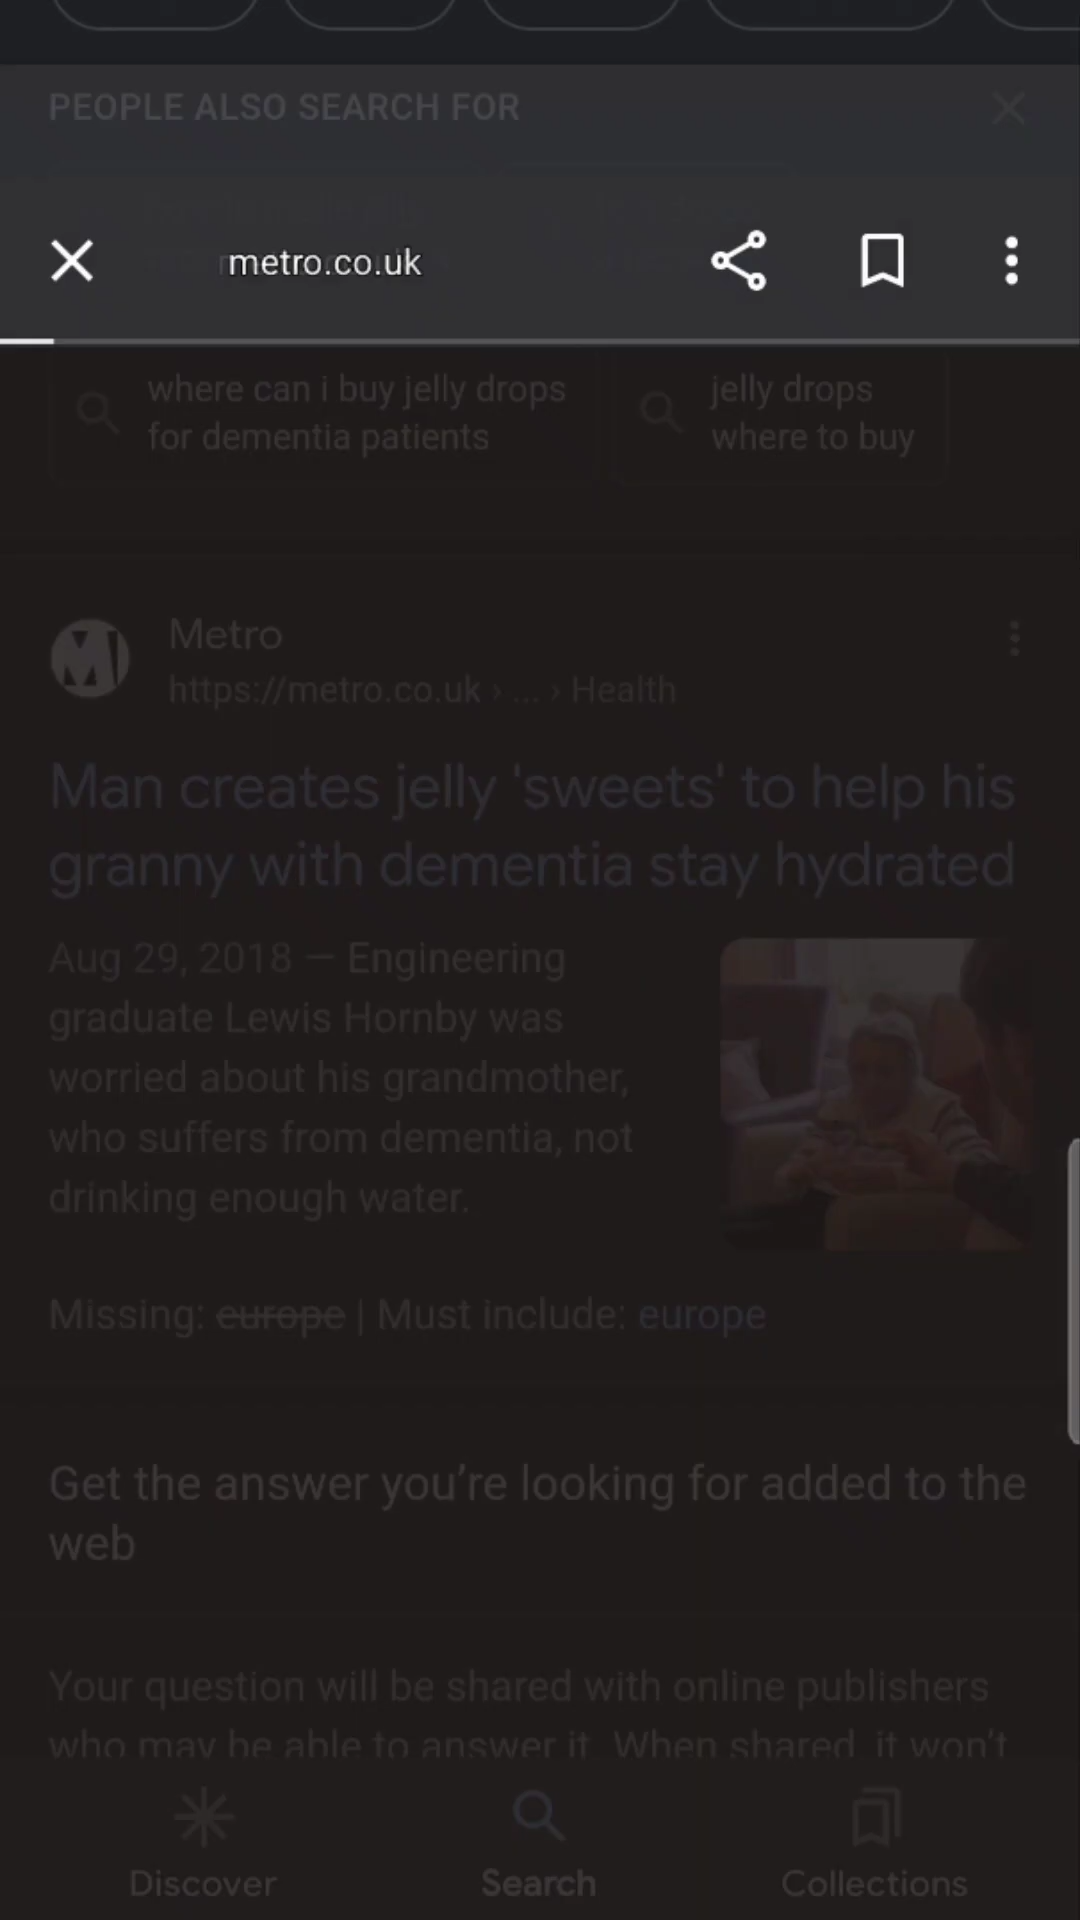 PEOPLE ALSO SEARCH FOR
metro.co.uk
where can i buy jelly drops
for dementia patients
jelly drops
where to buy
Metro
https://metro.co.uk › ... › Health
Man creates jelly 'sweets' to help his
granny with dementia stay hydrated
Aug 29, 2018 — Engineering
graduate Lewis Hornby was
worried about his grandmother,
who suffers from dementia, not
drinking enough water.
Missing: europe | Must include: europe
Get the answer you’re looking for added to the
web
Your question will be shared with online publishers
who may be able to answer it. When shared, it won't
Discover
Search
Collections